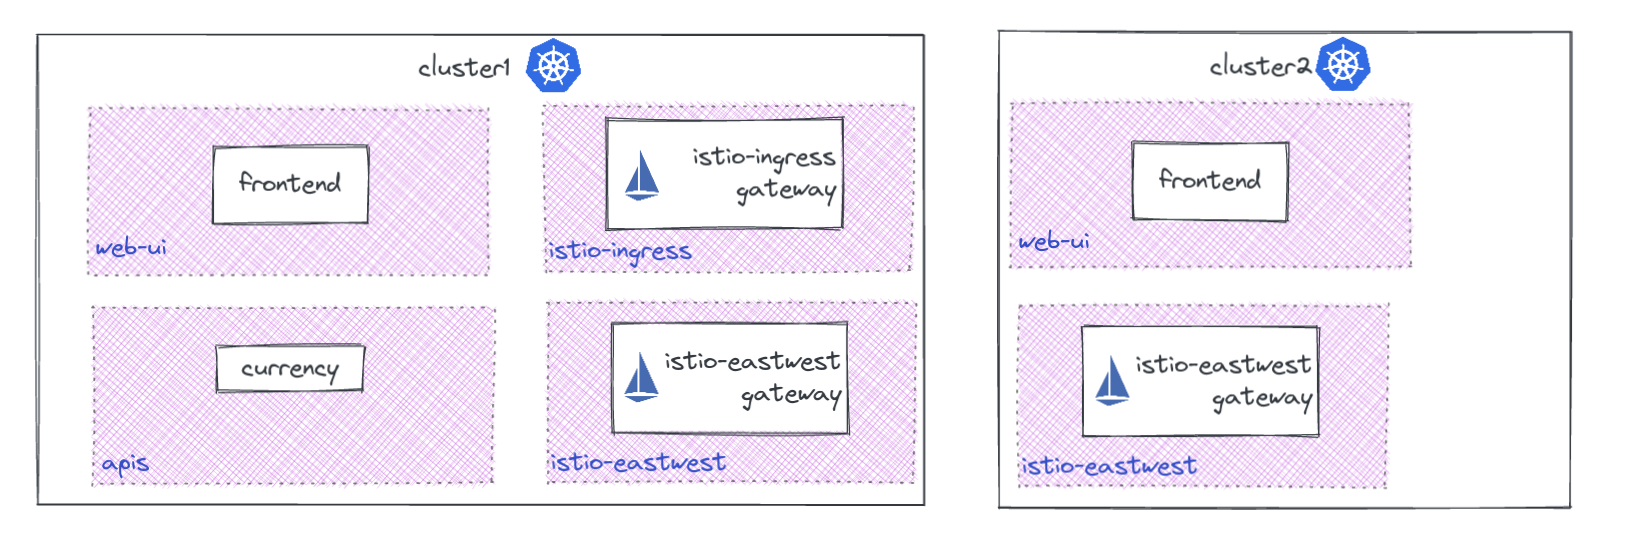 cluster1
frontend
web-ui
istio-ingress
gateway
istio-ingress
currency
apis
istio-eastwest
gateway
istio-eastwest
cluster2
frontend
web-ui
istio-eastwest
gateway
istio-eastwest